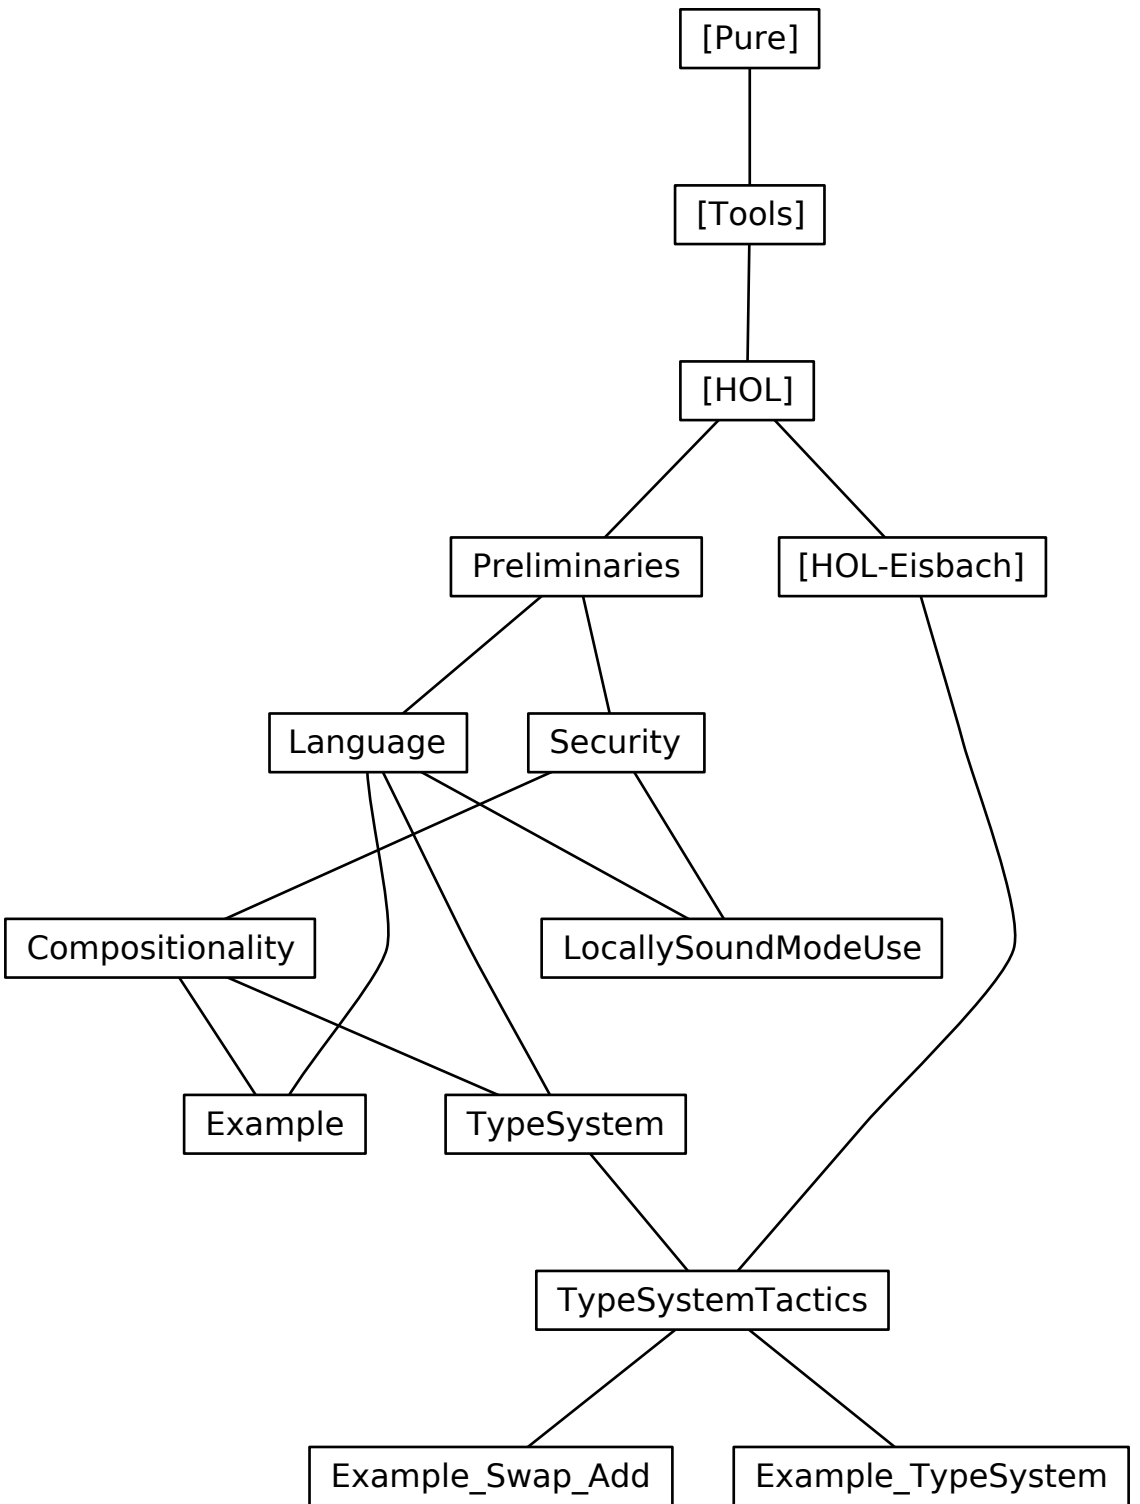 [Pure]
[Tools]
[HOL]
Preliminaries
[HOL-Eisbach]
Language
Security
Compositionality
LocallySoundModeUse
Example
TypeSystem
TypeSystemTactics
Example_Swap_Add
Example_TypeSystem